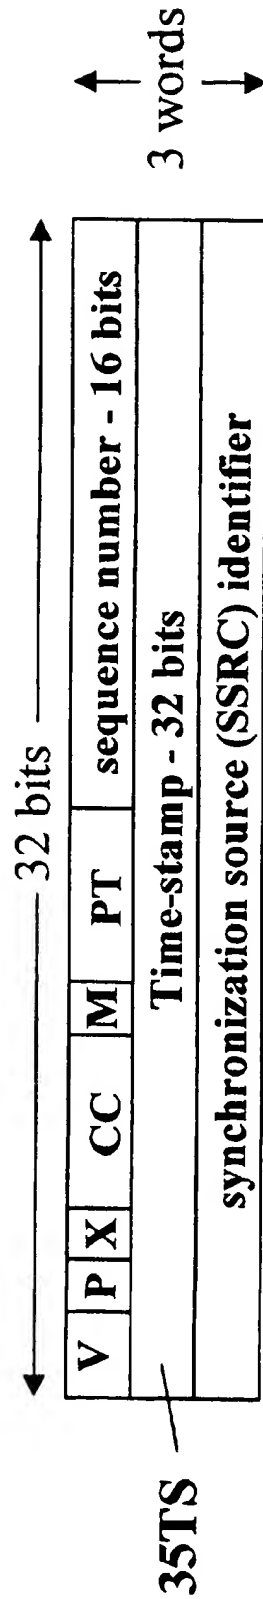 32 bits
V P X CC M PT sequence number - 16 bits
3 words
Time-stamp - 32 bits
35TS
synchronization source (SSRC) identifier